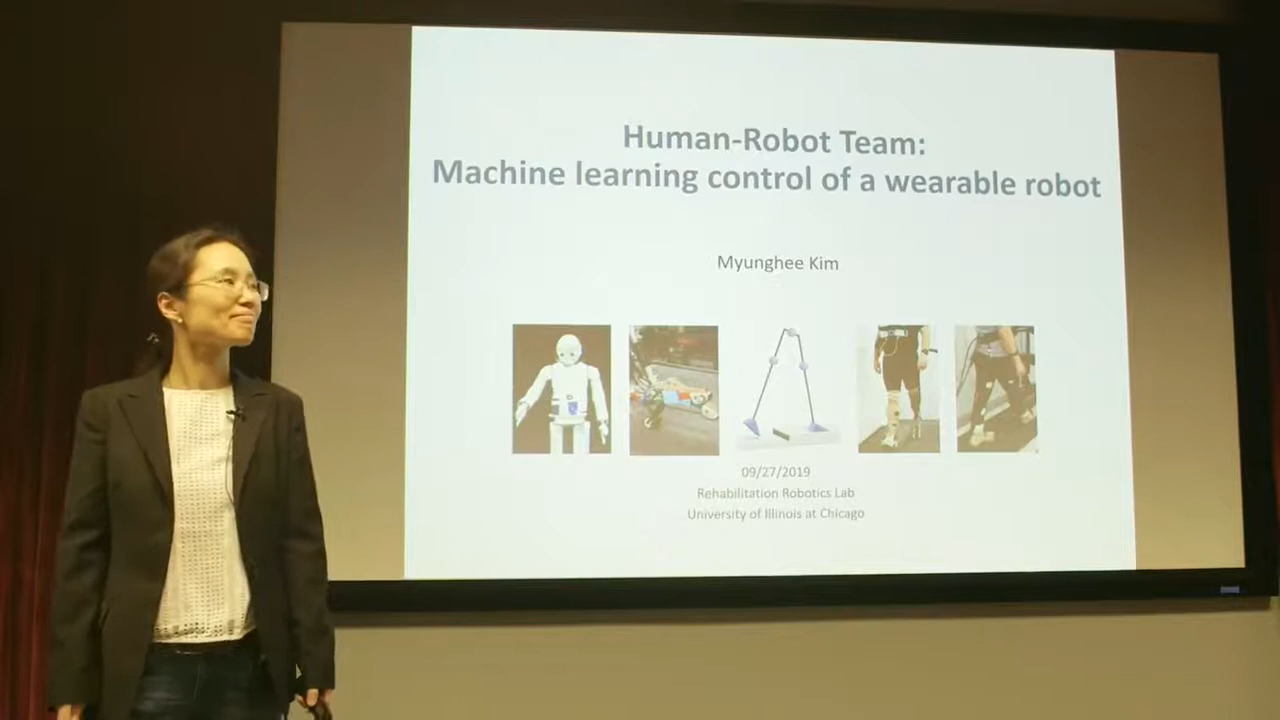 Human-Robot Team:
Machine learning control of a wearable robot
Myunghee Kim
09/27/2019
Rehabilitation Robotics Lab
University of Illinois at Chicago